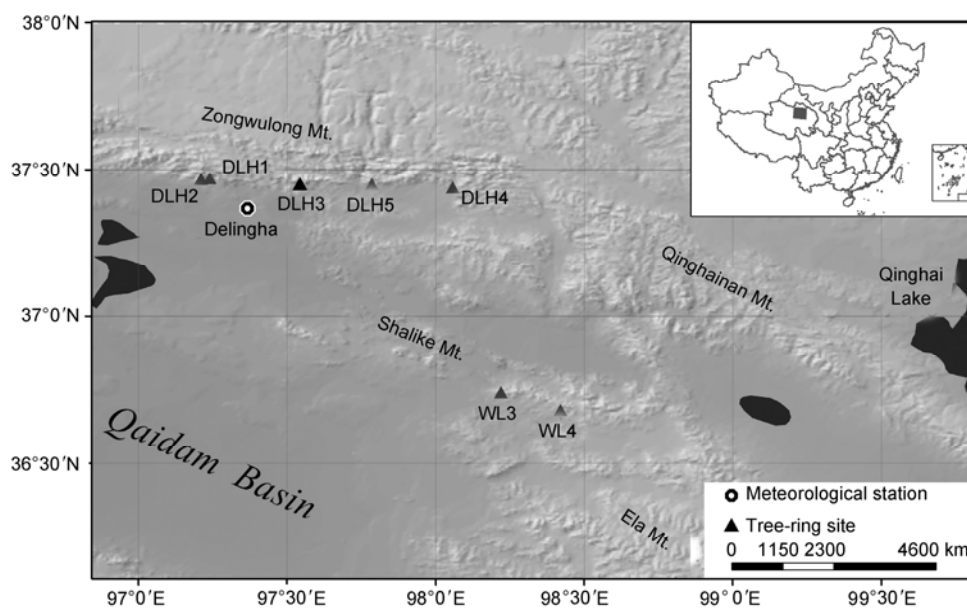 38°0′N
Zongwulong Mt.
37°30′N
DLH1
DLH2
DLH3
DLH5
DLH4
Delingha
Qinghainan Mt.
Qinghai
Lake
37°0′N
Shalike Mt.
WL3
WL4
36°30′N
Qaidam Basin
Ela Mt.
Meteorological station
Tree-ring site
0 1150 2300 4600 km
97°0′E 97°30′E 98°0′E 98°30′E 99°0′E 99°30′E